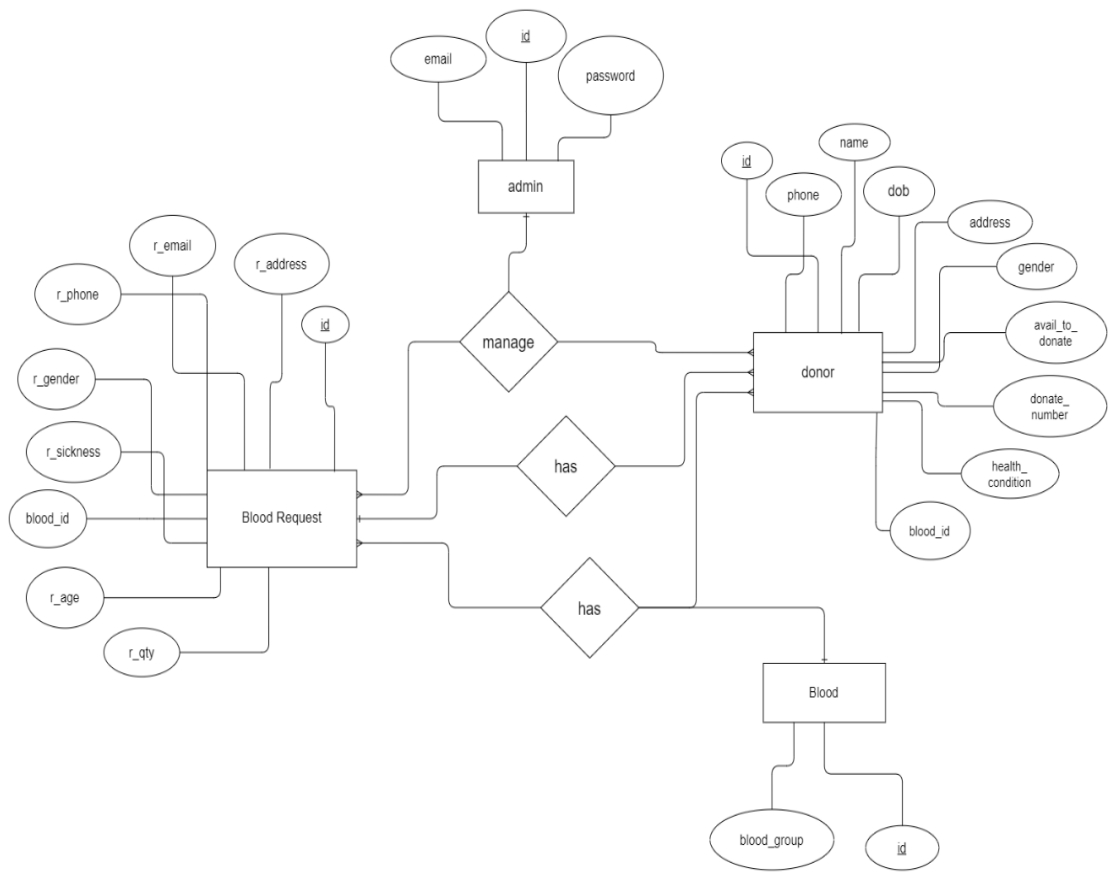 id
email
password
admin
name
id
dob
phone
address
r_email
r_address
gender
r_phone
id
avail_to_
donate
manage
donor
r_gender
donate_
number
r_sickness
has
health_
condition
blood_id
Blood Request
blood_id
r_age
has
r_qty
Blood
blood_group
id